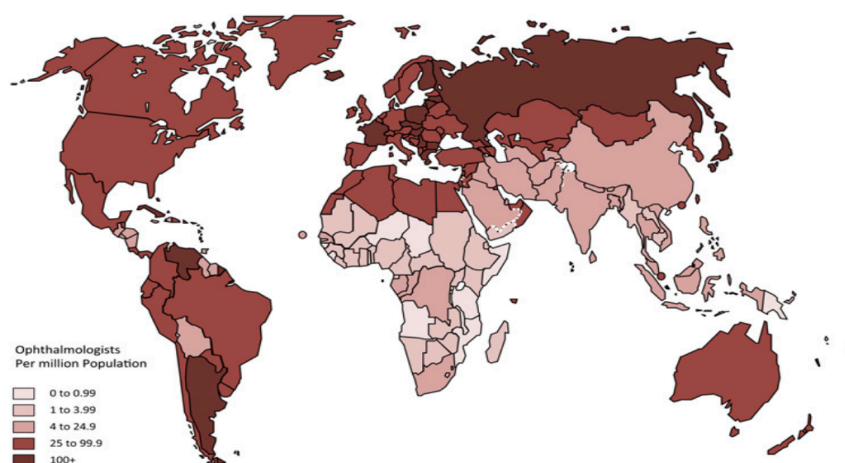 Ophthalmologists
Per million Population
0 to 0.99
1 to 3.99
4 to 24.9
25 to 99.9
100+